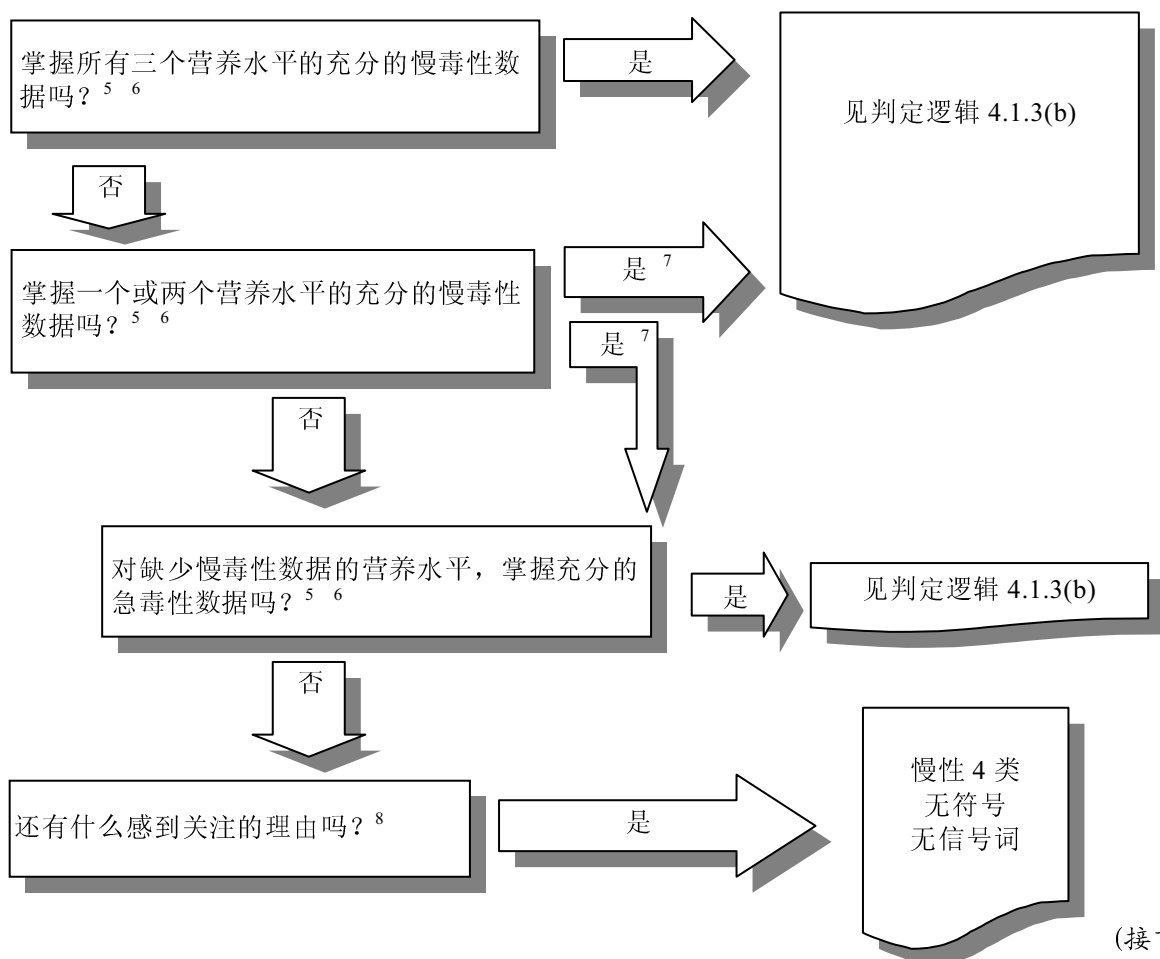 掌握所有三个营养水平的充分的慢毒性数
据吗？5 6
是
见判定逻辑 4.1.3(b)
否
掌握一个或两个营养水平的充分的慢毒性
数据吗？5 6
是 7
是 7
否
对缺少慢毒性数据的营养水平，掌握充分的
急毒性数据吗？5 6
是
见判定逻辑 4.1.3(b)
否
还有什么感到关注的理由吗？8
是
慢性 4 类
无符号
无信号词
(接